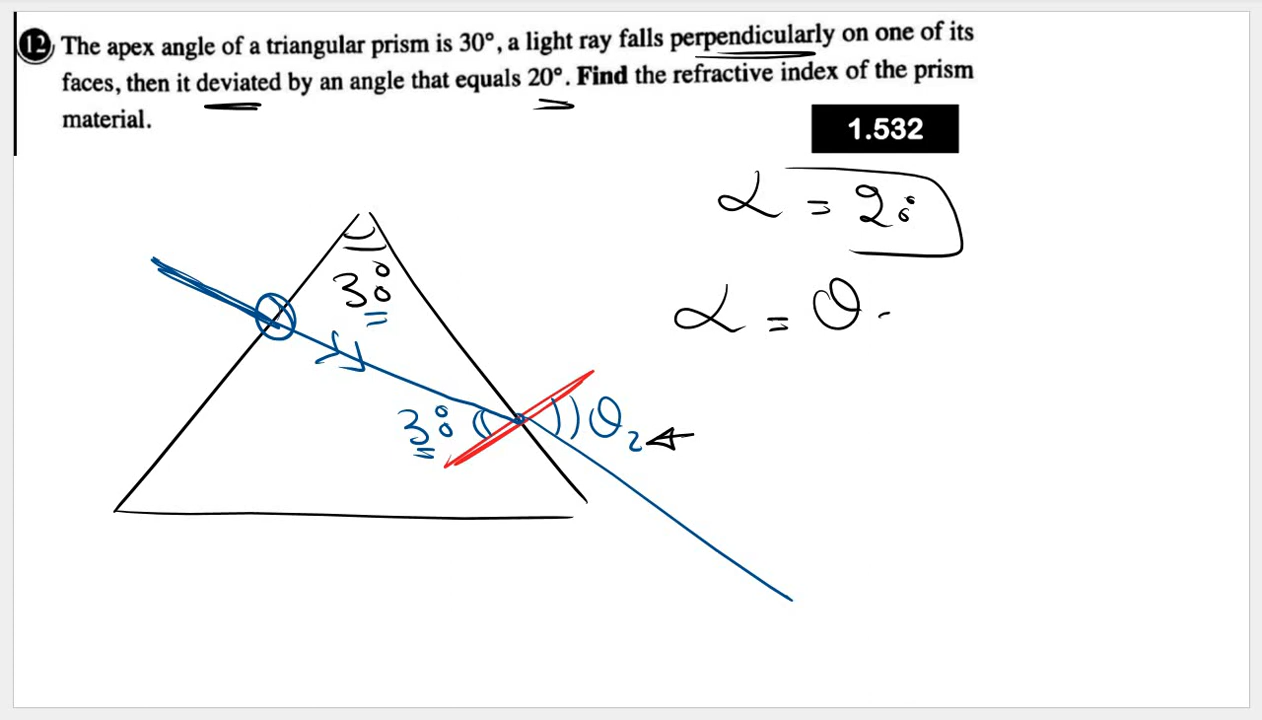 12 The apex angle of a triangular prism is 30°, a light ray falls perpendicularly on one of its
faces, then it deviated by an angle that equals 20°. Find the refractive index of the prism
material.
1.532
α = 20°
α = θ
30°
30°
θ₂